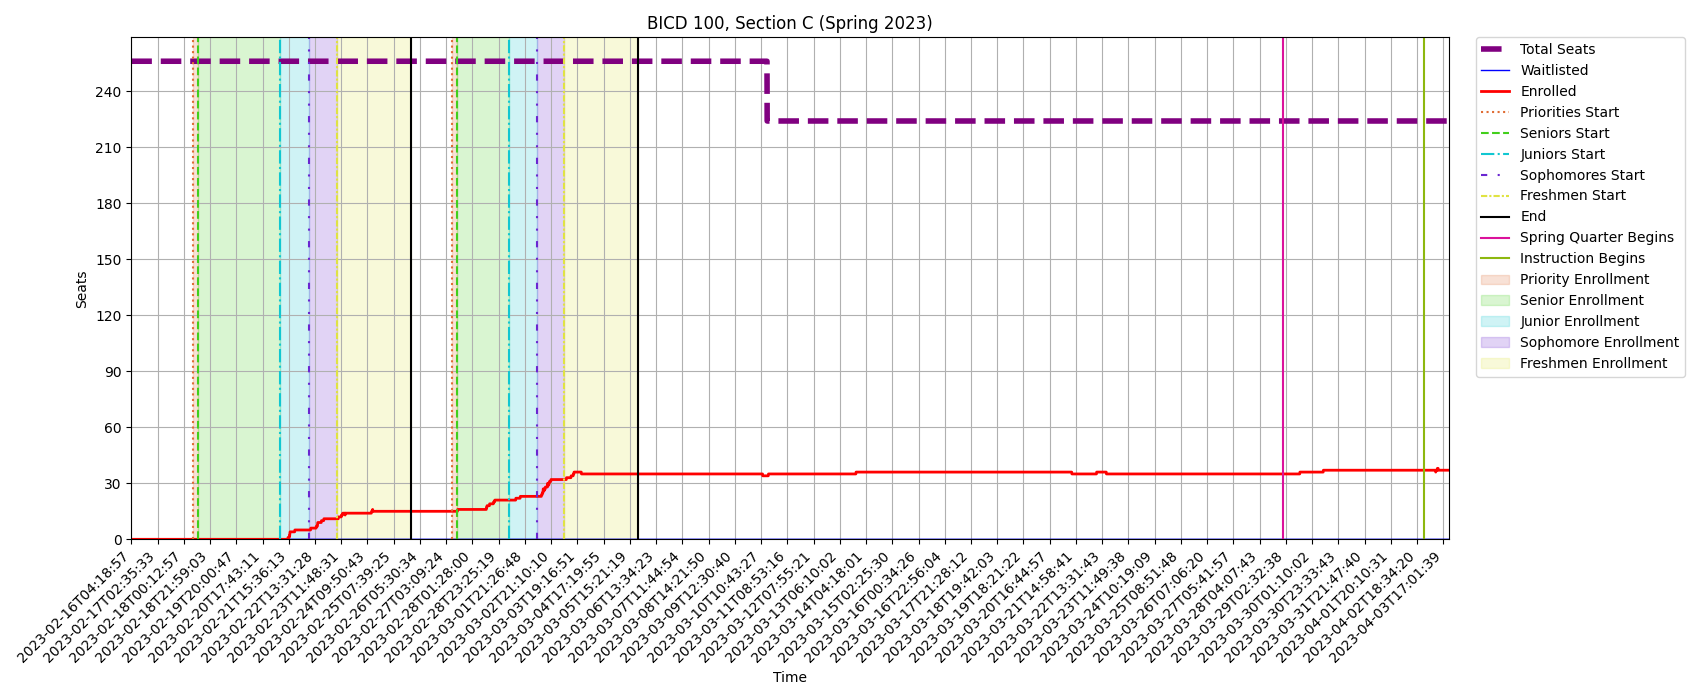 BICD 100, Section C (Spring 2023)
Seats
240
210
180
150
120
90
60
30
0
2023-02-16T04:18:57
2023-02-17T02:35:33
2023-02-18T00:12:57
2023-02-18T21:59:03
2023-02-19T20:00:47
2023-02-20T17:43:11
2023-02-21T15:36:13
2023-02-22T13:31:28
2023-02-23T11:48:31
2023-02-24T09:50:43
2023-02-25T07:39:25
2023-02-26T05:30:34
2023-02-27T03:09:24
2023-02-28T01:28:00
2023-02-28T23:25:19
2023-03-01T21:26:48
2023-03-02T21:10:10
2023-03-03T19:16:51
2023-03-04T17:19:55
2023-03-05T15:21:19
2023-03-06T13:34:23
2023-03-07T11:44:54
2023-03-08T14:21:50
2023-03-09T12:30:40
2023-03-10T10:43:27
2023-03-11T08:53:16
2023-03-12T07:55:21
2023-03-13T06:10:02
2023-03-14T04:18:01
2023-03-15T02:25:30
2023-03-16T00:34:26
2023-03-16T22:56:04
2023-03-17T21:28:12
2023-03-18T19:42:03
2023-03-19T18:21:22
2023-03-20T16:44:57
2023-03-21T14:58:41
2023-03-22T13:31:43
2023-03-23T11:49:38
2023-03-24T10:19:09
2023-03-25T08:51:48
2023-03-26T07:06:20
2023-03-27T05:41:57
2023-03-28T04:07:43
2023-03-29T02:32:38
2023-03-30T01:10:02
2023-03-30T23:33:43
2023-03-31T21:47:40
2023-04-01T20:10:31
2023-04-02T18:34:20
2023-04-03T17:01:39
Time
Total Seats
Waitlisted
Enrolled
Priorities Start
Seniors Start
Juniors Start
Sophomores Start
Freshmen Start
End
Spring Quarter Begins
Instruction Begins
Priority Enrollment
Senior Enrollment
Junior Enrollment
Sophomore Enrollment
Freshmen Enrollment